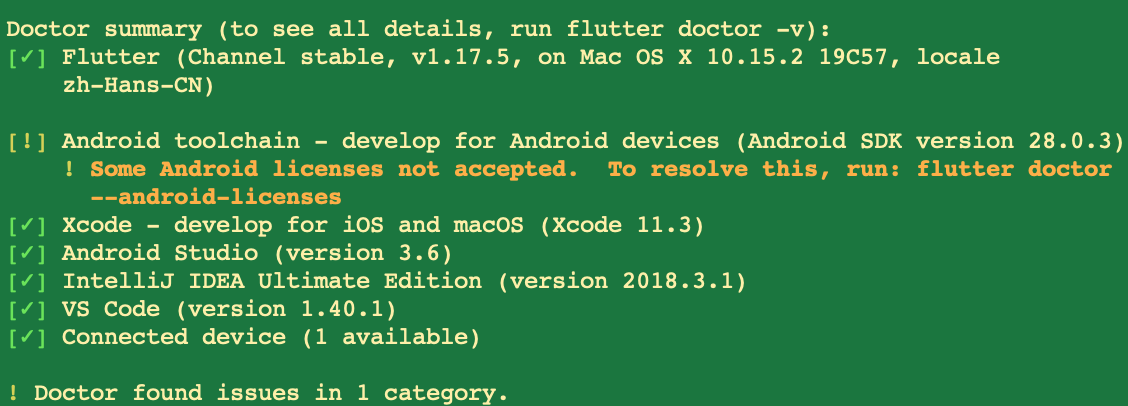 Doctor summary (to see all details, run flutter doctor -v):
[✓] Flutter (Channel stable, v1.17.5, on Mac OS X 10.15.2 19C57, locale
zh-Hans-CN)
[!] Android toolchain - develop for Android devices (Android SDK version 28.0.3)
! Some Android licenses not accepted.  To resolve this, run: flutter doctor
--android-licenses
[✓] Xcode - develop for iOS and macOS (Xcode 11.3)
[✓] Android Studio (version 3.6)
[✓] IntelliJ IDEA Ultimate Edition (version 2018.3.1)
[✓] VS Code (version 1.40.1)
[✓] Connected device (1 available)
! Doctor found issues in 1 category.